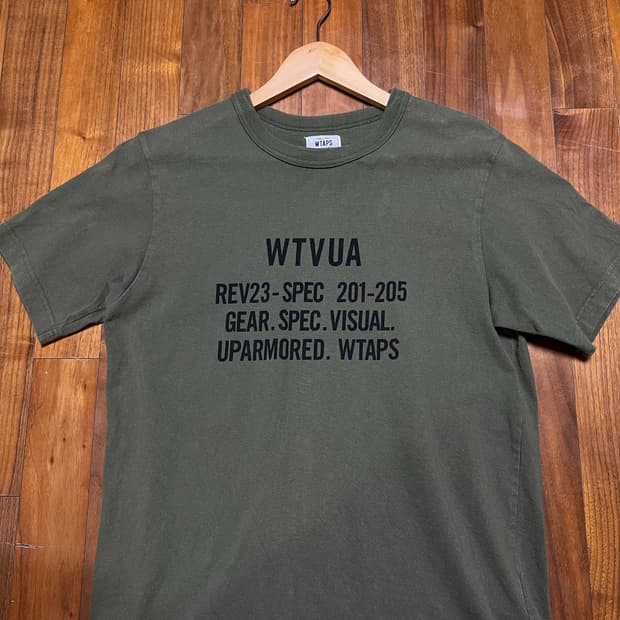 WTAPS
WTVUA
REV23-SPEC 201-205
GEAR.SPEC.VISUAL.
UPARMORED. WTAPS